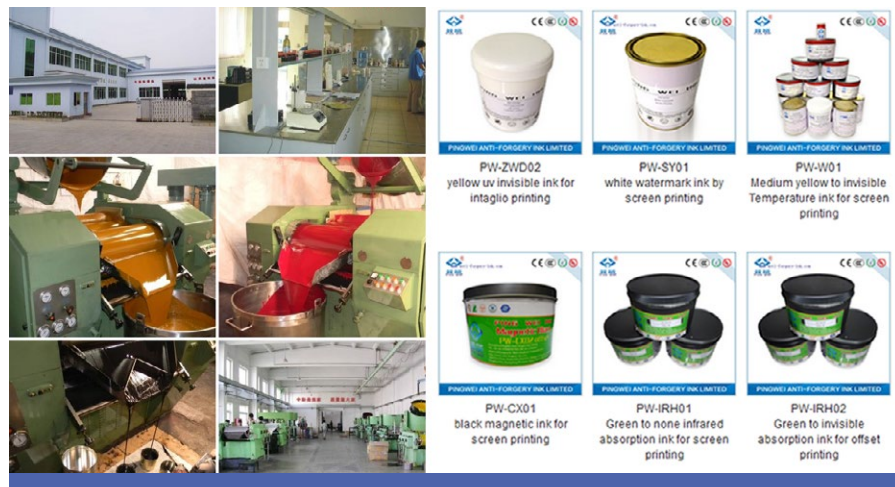 PINGWEI ANTI-FORGERY INK LIMITED
PINGWEI ANTI-FORGERY INK LIMITED
PINGWEI ANTI-FORGERY INK LIMITED
PW-ZWD02
yellow uv invisible ink for
intaglio printing
PW-SY01
white watermark ink by
screen printing
PW-W01
Medium yellow to invisible
Temperature ink for screen
printing
PING WEI
Magnetic
PINGWEI ANTI-FORGERY INK LIMITED
PINGWEI ANTI-FORGERY INK LIMITED
PINGWEI ANTI-FORGERY INK LIMITED
PW-CX01
black magnetic ink for
screen printing
PW-IRH01
Green to none infrared
absorption ink for screen
printing
PW-IRH02
Green to invisible
absorption ink for offset
printing